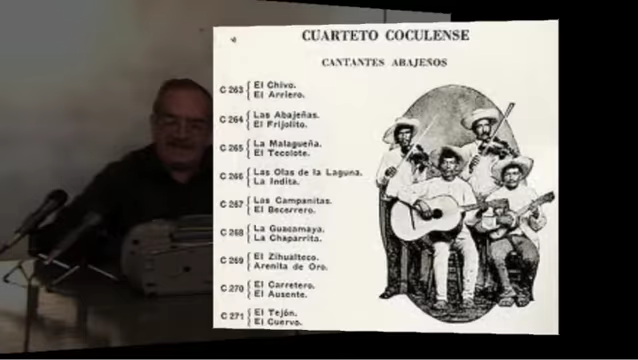 CUARTETO COCULENSE
CANTANTES ABAJEÑOS
C 263 { El Chivo.
El Arriero.
C 264 { Las Abajeñas.
El Frijolito.
C 265 { La Malagueña.
El Tecolote.
C 266 { Las Olas de la Laguna.
La Indita.
C 267 { Las Campanitas.
El Becerrero.
C 268 { La Guacamaya.
La Chaparrita.
C 269 { El Zihualteco.
Arenita de Oro.
C 270 { El Carretero.
El Ausente.
C 271 { El Tejón.
El Cuervo.